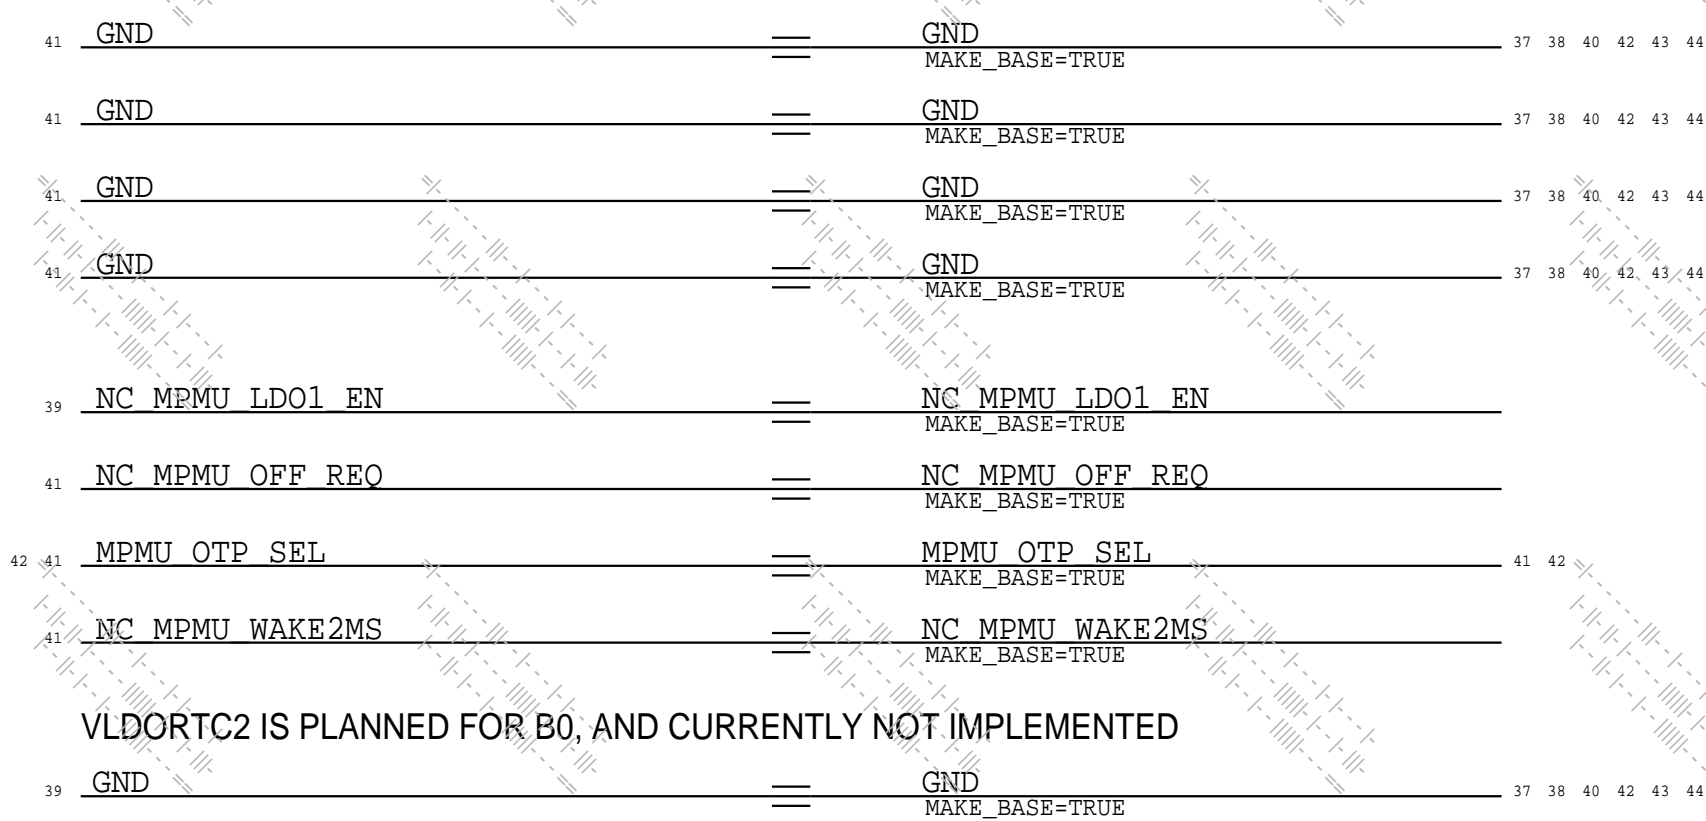 41 GND GND 37 38 40 42 43 44
MAKE_BASE=TRUE
41 GND GND 37 38 40 42 43 44
MAKE_BASE=TRUE
41 GND GND 37 38 40 42 43 44
MAKE_BASE=TRUE
41 GND GND 37 38 40 42 43 44
MAKE_BASE=TRUE
39 NC_MPMU_LDO1_EN NC_MPMU_LDO1_EN
MAKE_BASE=TRUE
41 NC_MPMU_OFF_REQ NC_MPMU_OFF_REQ
MAKE_BASE=TRUE
42 41 MPMU_OTP_SEL MPMU_OTP_SEL 41 42
MAKE_BASE=TRUE
41 NC_MPMU_WAKE2MS NC_MPMU_WAKE2MS
MAKE_BASE=TRUE
VLDORTC2 IS PLANNED FOR B0, AND CURRENTLY NOT IMPLEMENTED
39 GND GND 37 38 40 42 43 44
MAKE_BASE=TRUE